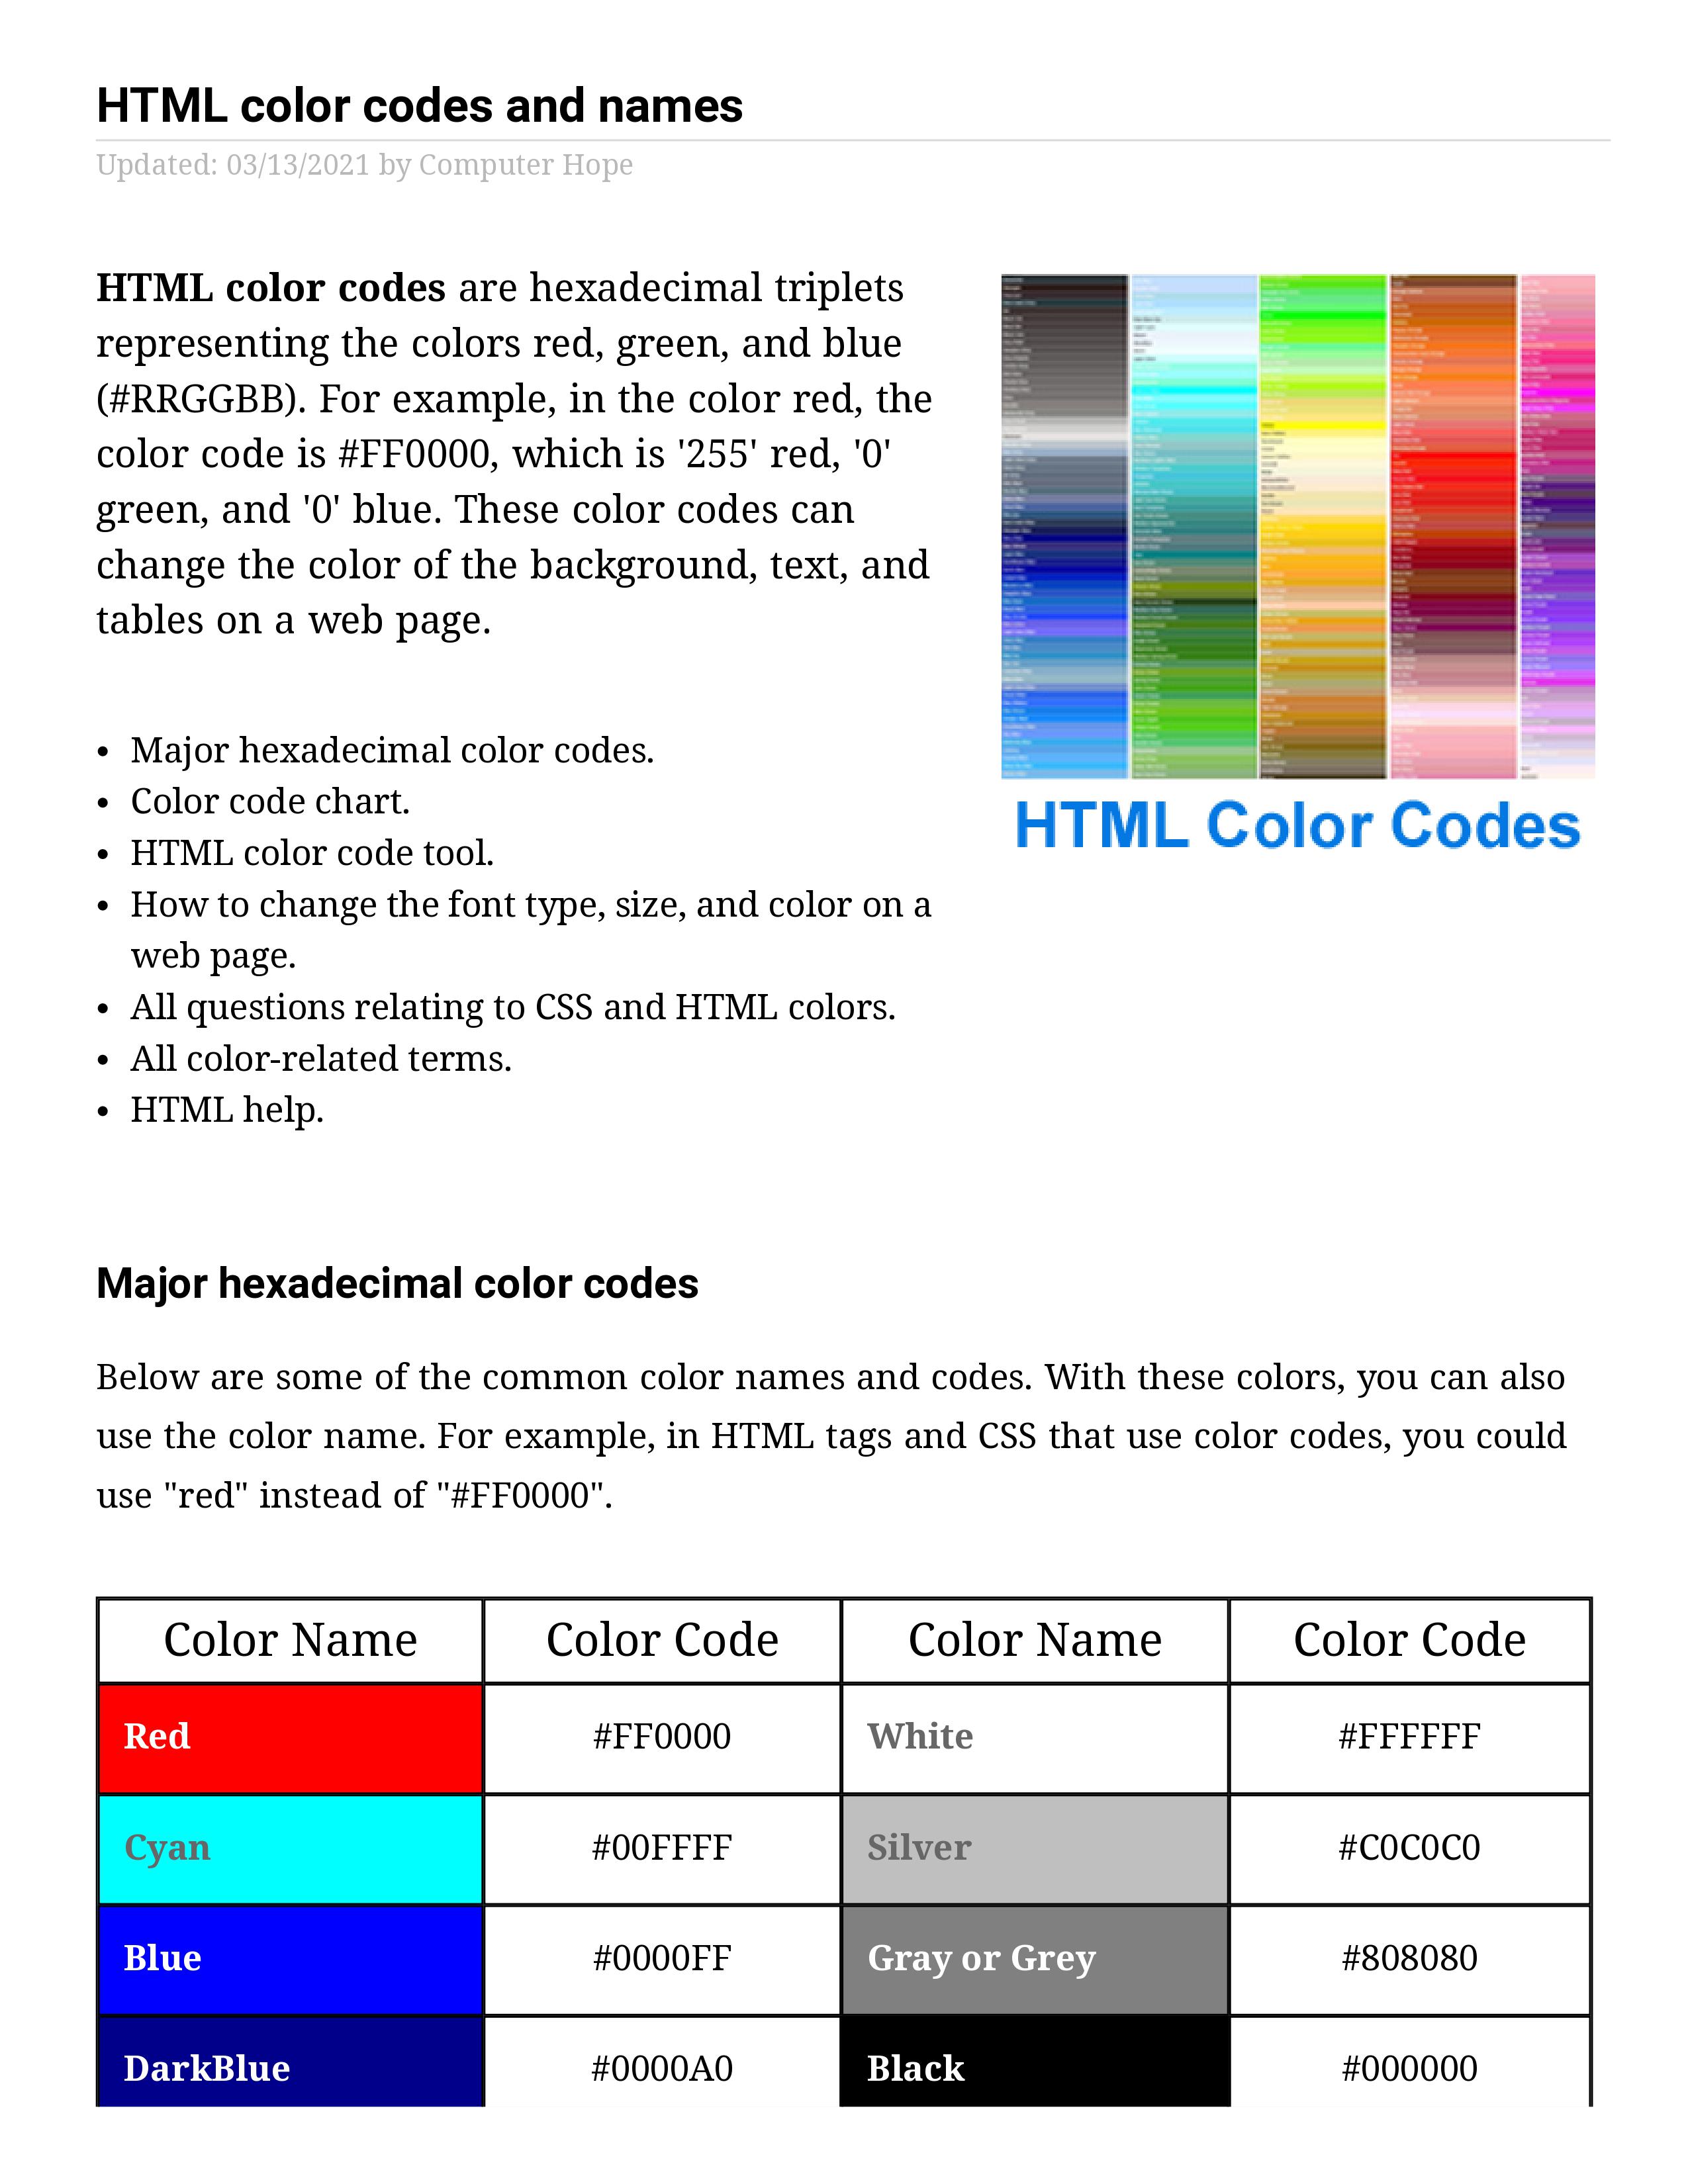 HTML color codes and names
Updated: 03/13/2021 by Computer Hope
HTML color codes are hexadecimal triplets
representing the colors red, green, and blue
(#RRGGBB). For example, in the color red, the
color code is #FF0000, which is '255' red, '0'
green, and '0' blue. These color codes can
change the color of the background, text, and
tables on a web page.
HTML Color Codes
• Major hexadecimal color codes.
• Color code chart.
• HTML color code tool.
• How to change the font type, size, and color on a
web page.
• All questions relating to CSS and HTML colors.
• All color-related terms.
• HTML help.
Major hexadecimal color codes
Below are some of the common color names and codes. With these colors, you can also
use the color name. For example, in HTML tags and CSS that use color codes, you could
use "red" instead of "#FF0000".
Color Name Color Code Color Name Color Code
Red #FF0000 White #FFFFFF
Cyan #00FFFF Silver #C0C0C0
Blue #0000FF Gray or Grey #808080
DarkBlue #0000A0 Black #000000